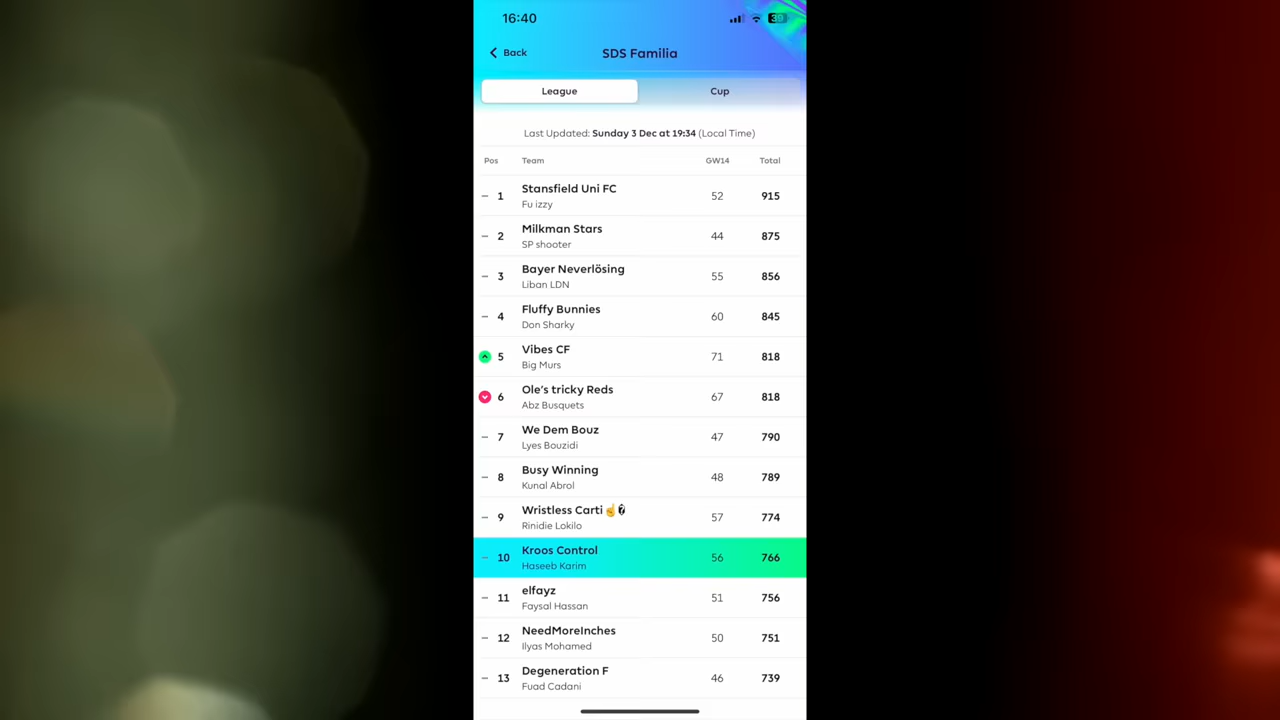 16:40
39
Back
SDS Familia
League
Cup
Last Updated: Sunday 3 Dec at 19:34 (Local Time)
Pos Team GW14 Total
1 Stansfield Uni FC 52 915
Fu izzy
2 Milkman Stars 44 875
SP shooter
3 Bayer Neverlösing 55 856
Liban LDN
4 Fluffy Bunnies 60 845
Don Sharky
5 Vibes CF 71 818
Big Murs
6 Ole's tricky Reds 67 818
Abz Busquets
7 We Dem Bouz 47 790
Lyes Bouzidi
8 Busy Winning 48 789
Kunal Abrol
9 Wristless Carti ☝️� 57 774
Rinidie Lokilo
10 Kroos Control 56 766
Haseeb Karim
11 elfayz 51 756
Faysal Hassan
12 NeedMoreInches 50 751
Ilyas Mohamed
13 Degeneration F 46 739
Fuad Cadani